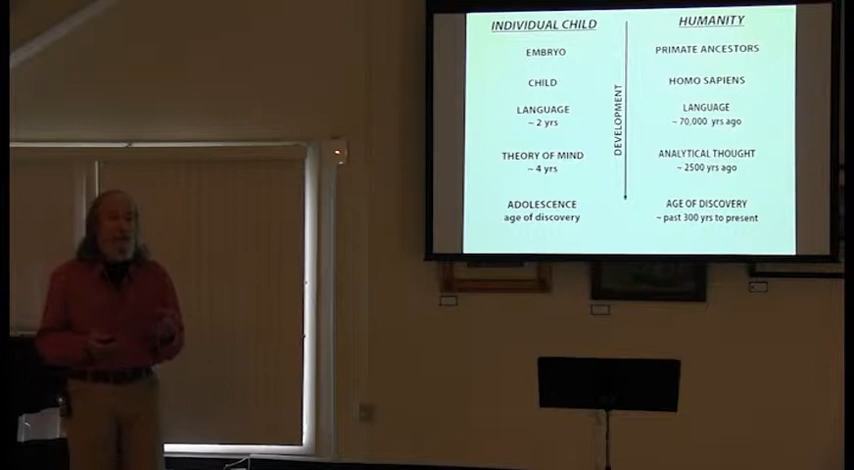 INDIVIDUAL CHILD
EMBRYO
CHILD
LANGUAGE
~ 2 yrs
THEORY OF MIND
~ 4 yrs
ADOLESCENCE
age of discovery
DEVELOPMENT
HUMANITY
PRIMATE ANCESTORS
HOMO SAPIENS
LANGUAGE
~ 70,000 yrs ago
ANALYTICAL THOUGHT
~ 2500 yrs ago
AGE OF DISCOVERY
~ past 300 yrs to present